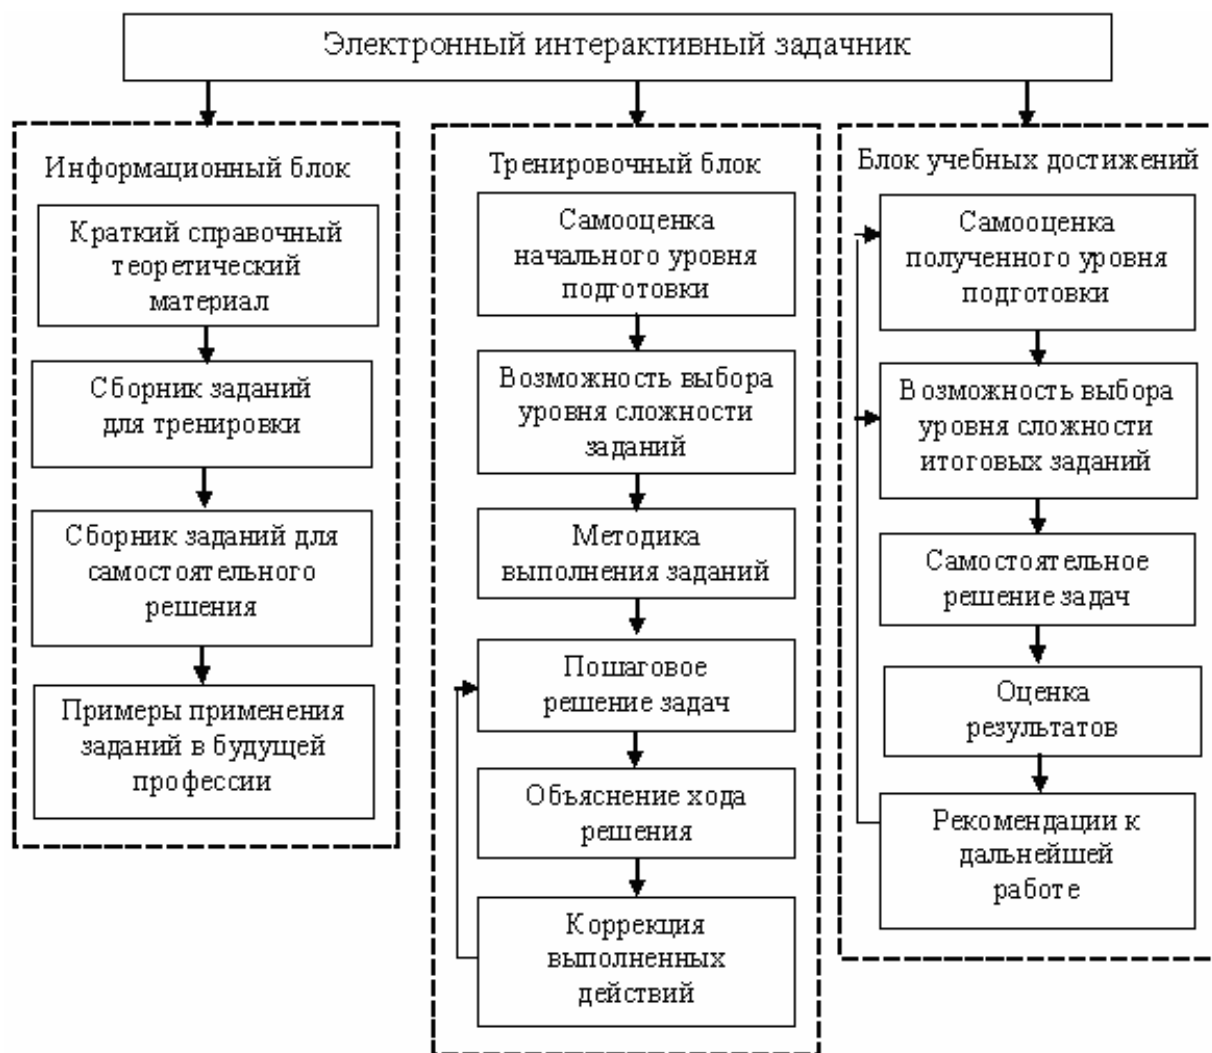 Электронный интерактивный задачник
Информационный блок
Краткий справочный
теоретический
материал
Сборник заданий
для тренировки
Сборник заданий для
самостоятельного
решения
Примеры применения
заданий в будущей
профессии
Тренировочный блок
Самооценка
начального уровня
подготовки
Возможность выбора
уровня сложности
заданий
Методика
выполнения заданий
Пошаговое
решение задач
Объяснение хода
решения
Коррекция
выполненных
действий
Блок учебных достижений
Самооценка
полученного уровня
подготовки
Возможность выбора
уровня сложности
итоговых заданий
Самостоятельное
решение задач
Оценка
результатов
Рекомендации к
дальнейшей
работе